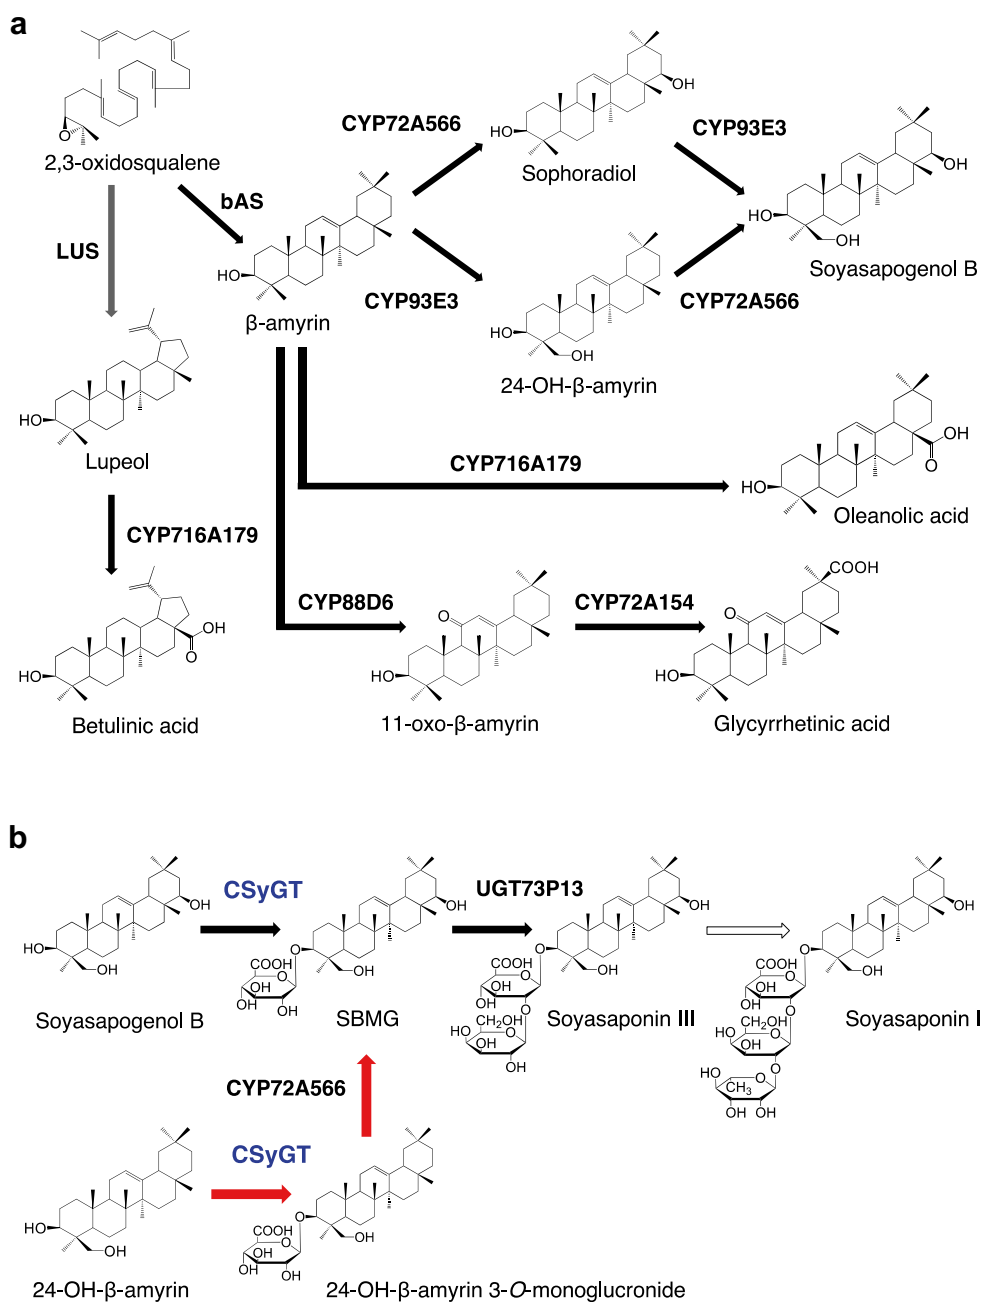 a
2,3-oxidosqualene
LUS
bAS
HO
β-amyrin
CYP72A566
HO
OH
Sophoradiol
CYP93E3
HO
OH
OH
Soyasapogenol B
CYP93E3
HO
OH
24-OH-β-amyrin
CYP72A566
O
HO
Lupeol
CYP716A179
HO
OH
O
Betulinic acid
CYP716A179
HO
OH
O
Oleanolic acid
CYP88D6
O
HO
11-oxo-β-amyrin
CYP72A154
COOH
O
HO
Glycyrrhetinic acid
b
HO
OH
OH
Soyasapogenol B
CSyGT
OH
O
OH
COOH
O
OH
OH
OH
SBMG
UGT73P13
OH
O
OH
COOH
O
OH
OH
O
CH2OH
HO
O
OH
OH
OH
Soyasaponin III
OH
O
OH
COOH
O
OH
OH
O
CH2OH
HO
O
OH
OH
O
HO
O
CH3
OH
OH
Soyasaponin I
CYP72A566
HO
OH
24-OH-β-amyrin
CSyGT
O
OH
COOH
O
OH
HO
OH
24-OH-β-amyrin 3-O-monoglucronide